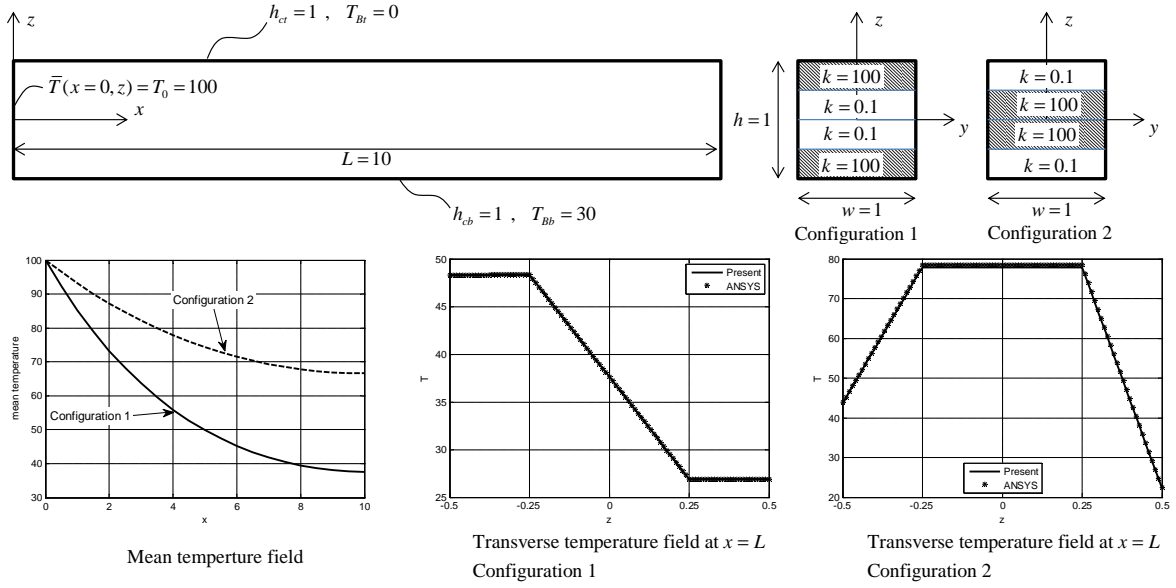 z
h_ct = 1 , T_Bt = 0
T̄(x = 0, z) = T_0 = 100
x
L = 10
h_cb = 1 , T_Bb = 30
z
k = 100
k = 0.1
k = 0.1
k = 100
y
h = 1
w = 1
Configuration 1
z
k = 0.1
k = 100
k = 100
k = 0.1
y
w = 1
Configuration 2
100
90
80
70
60
50
40
30
mean temperature
Configuration 2
Configuration 1
0 2 4 6 8 10
x
Mean temperture field
50
45
40
35
30
25
T
Present
ANSYS
-0.5 -0.25 0 0.25 0.5
z
Transverse temperature field at x = L
Configuration 1
80
70
60
50
40
30
20
T
Present
ANSYS
-0.5 -0.25 0 0.25 0.5
z
Transverse temperature field at x = L
Configuration 2